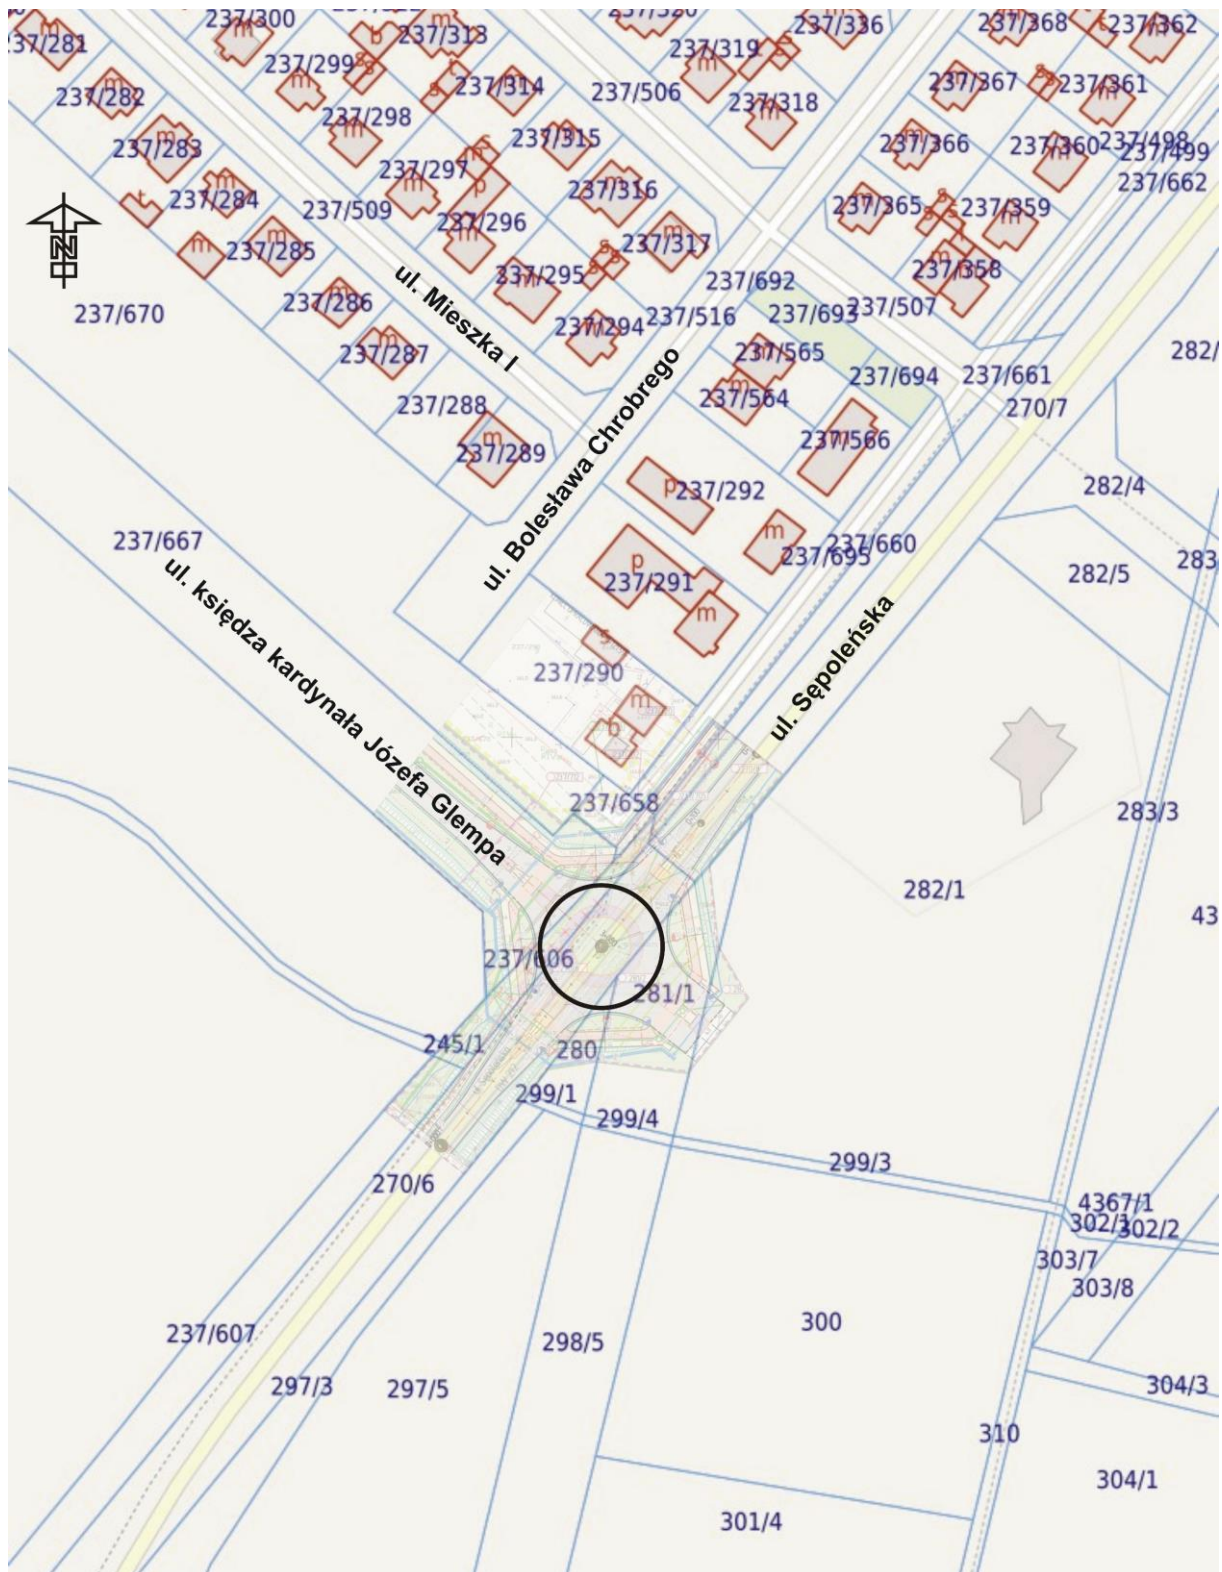 237/300
237/313
237/336
237/368
237/362
237/281
m
m
b
m
m
m
m
t
237/319
237/299
s
s
t
s
237/314
m
237/506
m
237/318
m
237/367
m
s
s
237/361
m
m
237/282
m
237/298
m
237/315
m
237/366
m
237/360
m
237/498
237/499
237/662
m
237/283
m
237/297
m
s
m
p
237/316
m
237/284
m
t
237/509
237/296
m
237/317
m
237/365
m
s
s
s
237/359
m
237/285
m
m
237/295
m
s
s
s
237/358
m
m
237/670
237/286
m
ul. Mieszka I
237/294
m
237/516
237/692
237/693
237/507
237/287
m
237/565
m
282/
237/288
ul. Bolesława Chrobrego
237/564
m
237/694
237/661
270/7
237/289
m
237/566
m
237/292
p
282/4
237/667
m
237/695
237/660
283
ul. księdza kardynała Józefa Glempa
p
237/291
m
282/5
ul. Sępoleńska
s
237/290
m
b
237/658
283/3
282/1
43
237/606
281/1
245/1
280
299/1
299/4
299/3
270/6
4367/1
302/1
302/2
303/7
303/8
237/607
298/5
300
297/3
297/5
304/3
310
304/1
301/4